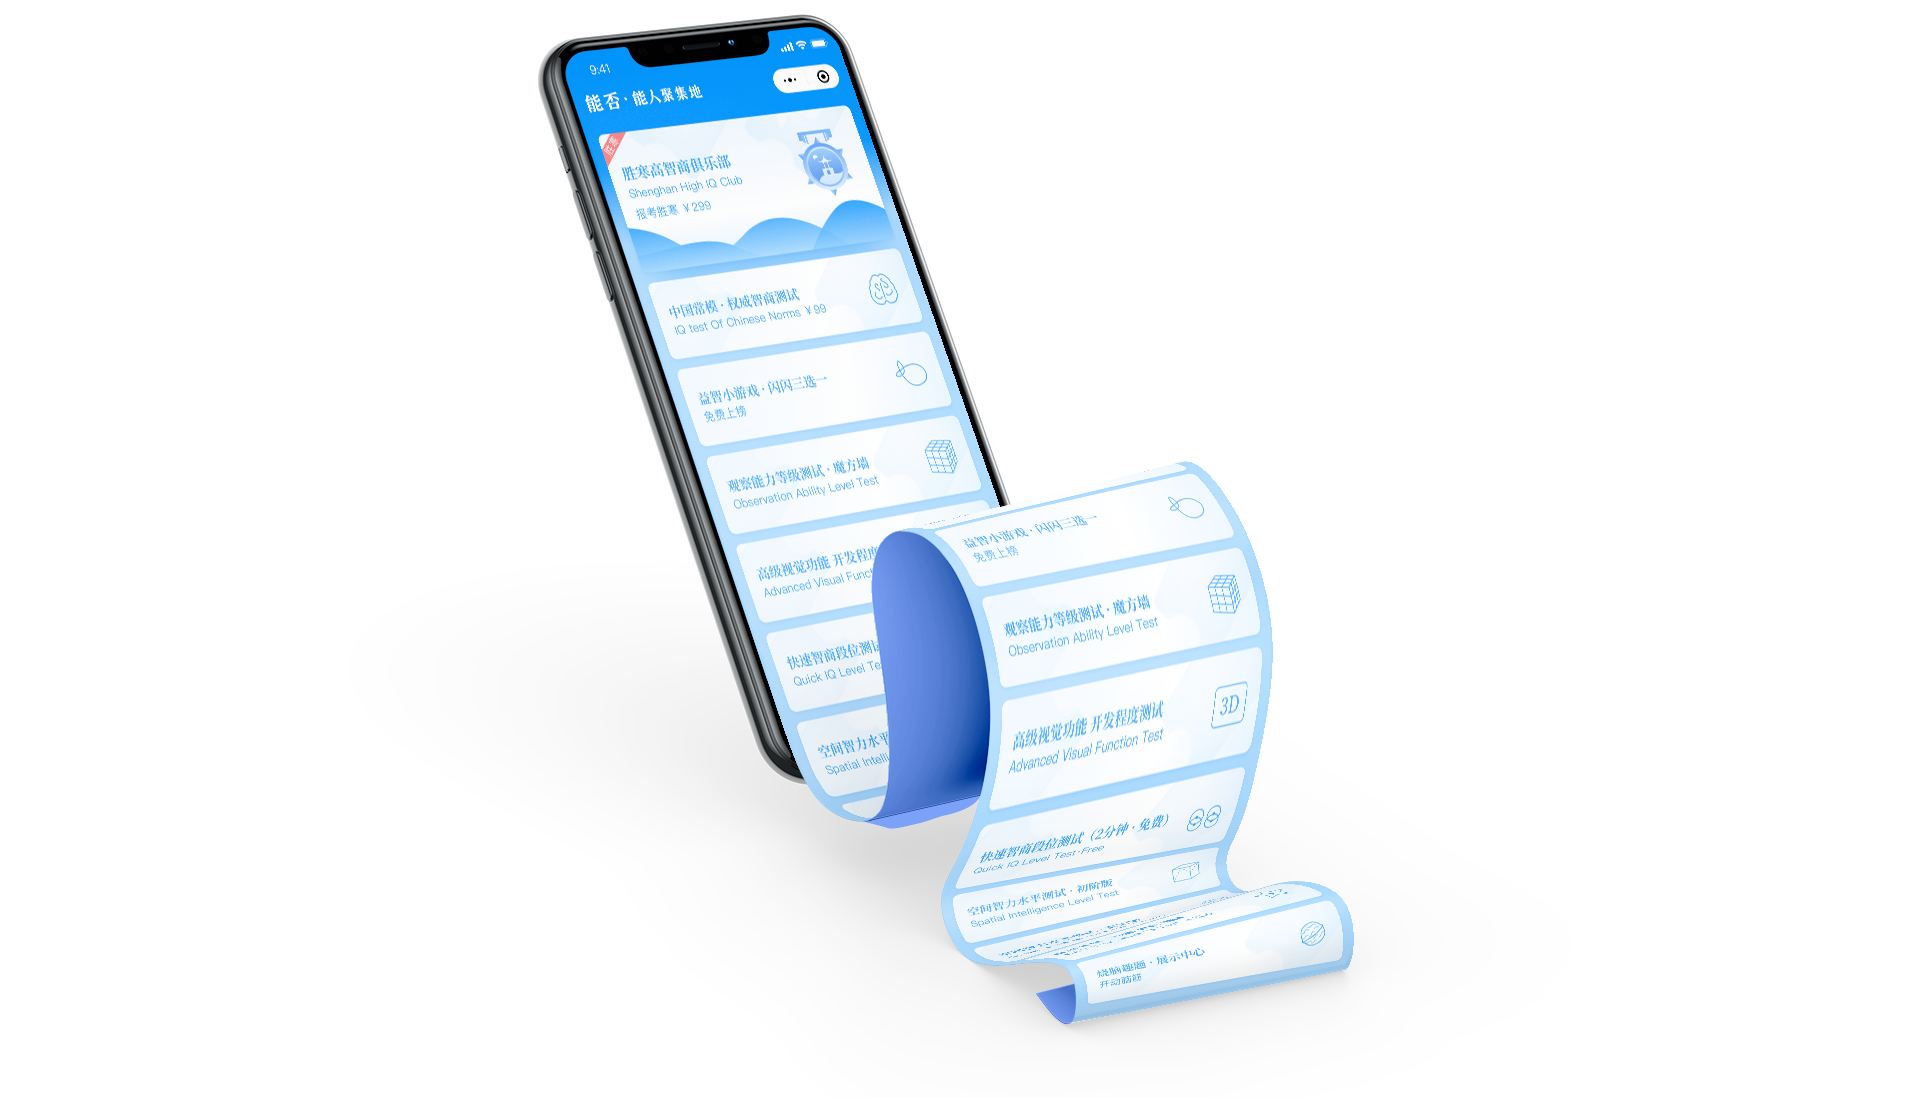 9:41
能否·能人聚集地
胜寒高智商俱乐部
Shenghan High IQ Club
报考胜寒 ￥299
中国常模·权威智商测试
IQ test Of Chinese Norms ￥99
益智小游戏·闪闪三选一
免费上榜
观察能力等级测试·魔方墙
Observation Ability Level Test
高级视觉功能 开发程度
Advanced Visual Funct
快速智商段位测试
Quick IQ Level Te
空间智力水平
Spatial Intelli
益智小游戏·闪闪三选一
免费上榜
观察能力等级测试·魔方墙
Observation Ability Level Test
高级视觉功能 开发程度测试
Advanced Visual Function Test
3D
快速智商段位测试（2分钟·免费）
Quick IQ Level Test·Free
空间智力水平测试·初阶版
Spatial Intelligence Level Test
烧脑趣题·展示中心
开动脑筋